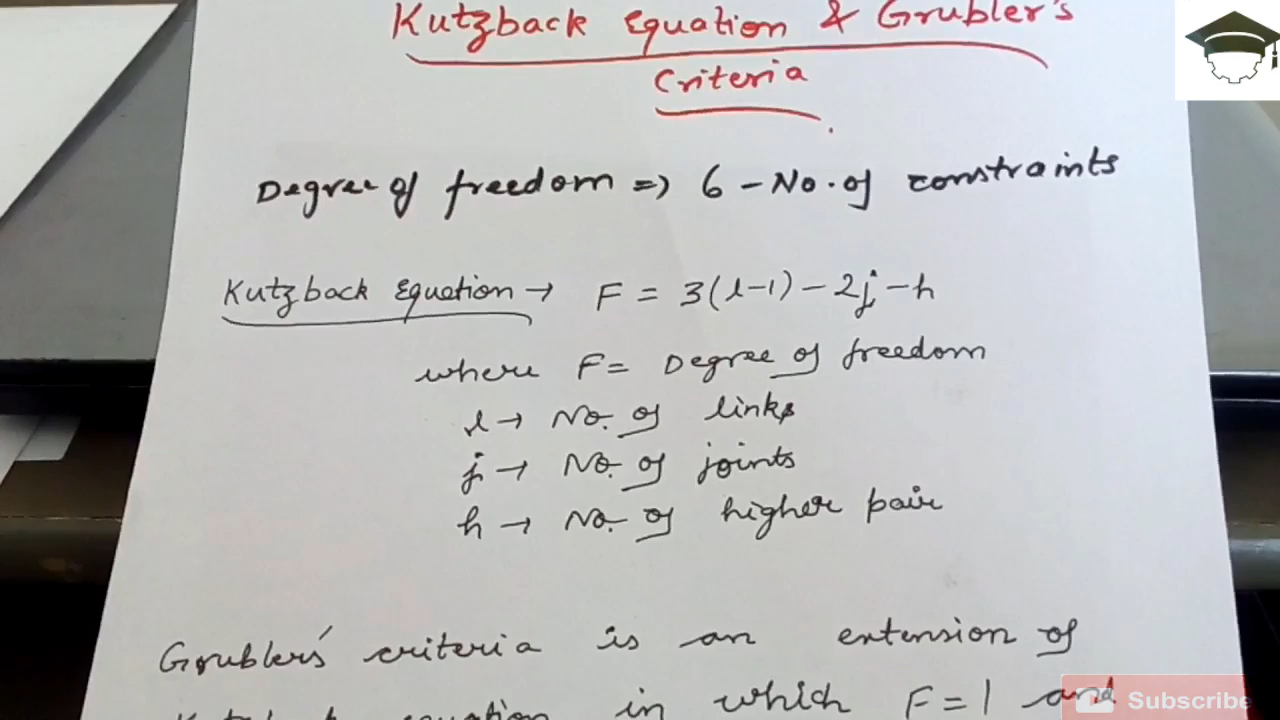 Kutzback Equation & Grubler's
Criteria
Degree of freedom => 6 - No. of constraints
Kutzback Equation → F = 3(l-1) - 2j - h
where F = Degree of freedom
l → No. of links
j → No. of joints
h → No. of higher pair
Grubler's criteria is an extension of
equation in which F = 1 and
Subscribe